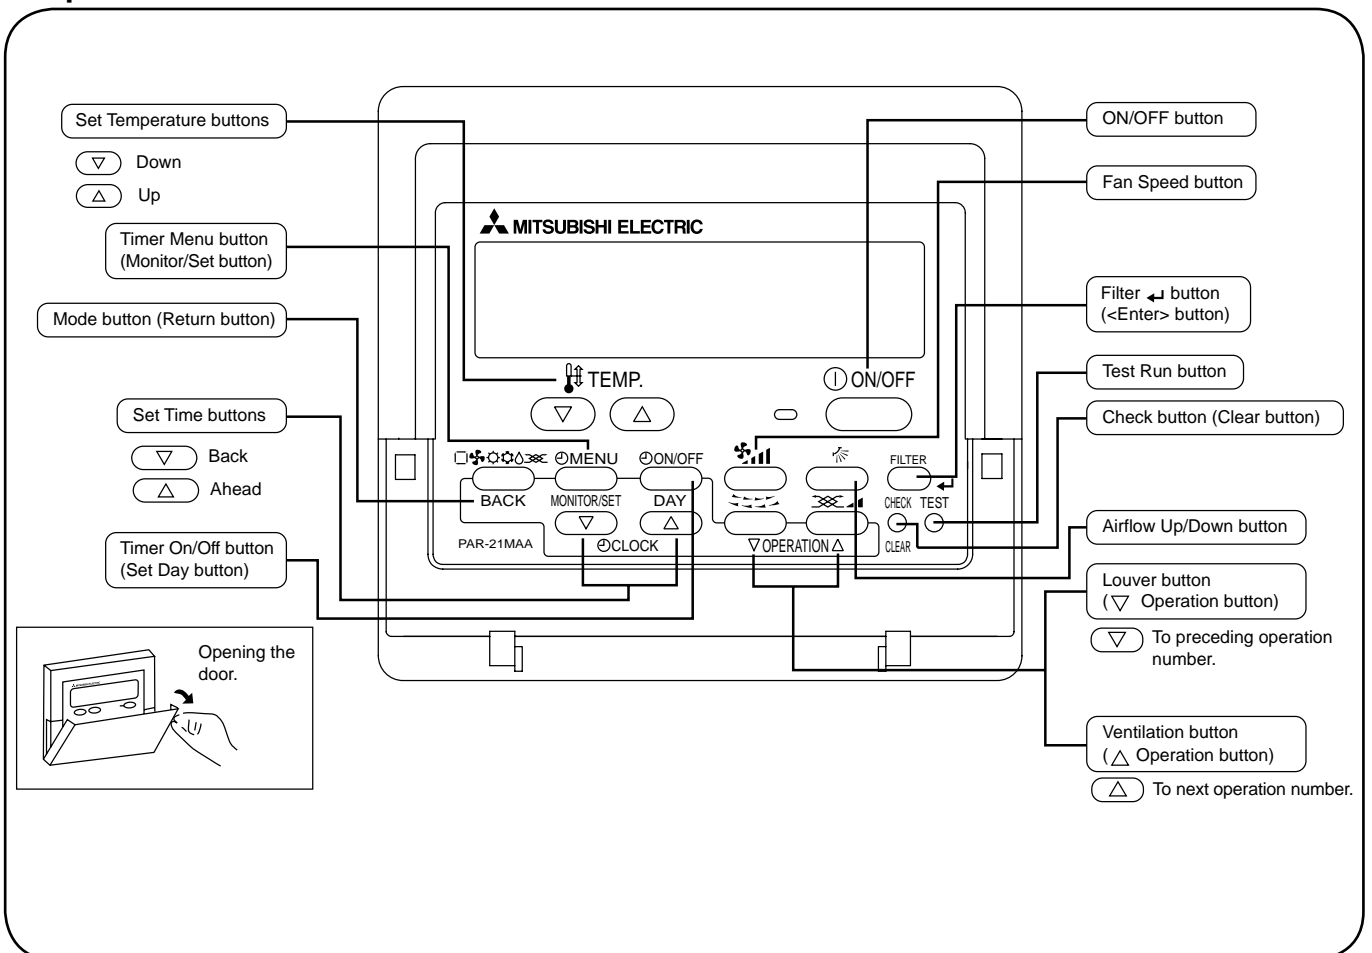 Set Temperature buttons
▽ Down
△ Up
Timer Menu button
(Monitor/Set button)
Mode button (Return button)
Set Time buttons
▽ Back
△ Ahead
Timer On/Off button
(Set Day button)
Opening the
door.
MITSUBISHI ELECTRIC
TEMP.
ON/OFF
▽ △
MENU ON/OFF FILTER
BACK MONITOR/SET DAY CHECK TEST
▽ △
PAR-21MAA CLOCK ▽ OPERATION △ CLEAR
ON/OFF button
Fan Speed button
Filter ↵ button
(<Enter> button)
Test Run button
Check button (Clear button)
Airflow Up/Down button
Louver button
(▽ Operation button)
▽ To preceding operation
number.
Ventilation button
(△ Operation button)
△ To next operation number.